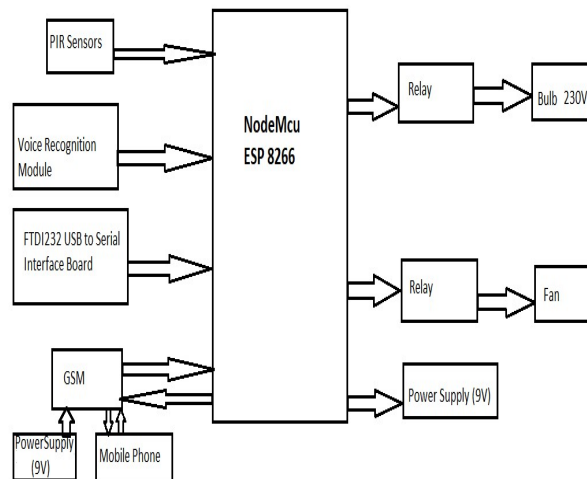 PIR Sensors
Voice Recognition
Module
FTDI232 USB to Serial
Interface Board
GSM
PowerSupply
(9V)
Mobile Phone
NodeMcu
ESP 8266
Relay
Bulb 230V
Relay
Fan
Power Supply (9V)